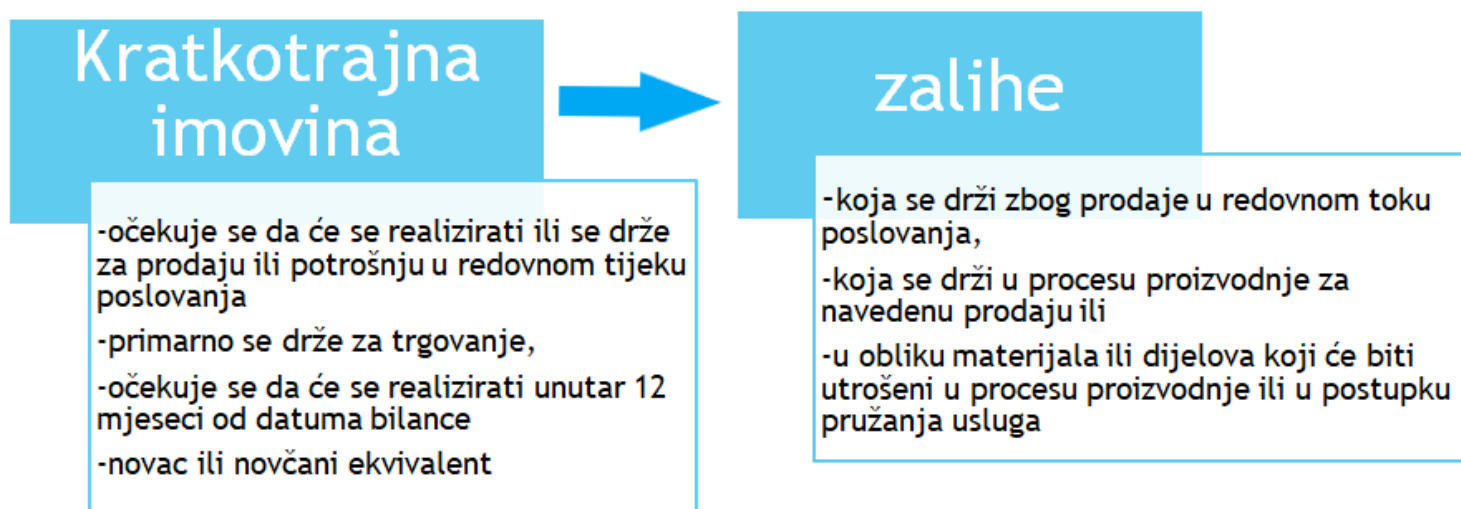 Kratkotrajna
imovina
-očekuje se da će se realizirati ili se drže
za prodaju ili potrošnju u redovnom tijeku
poslovanja
-primarno se drže za trgovanje,
-očekuje se da će se realizirati unutar 12
mjeseci od datuma bilance
-novac ili novčani ekvivalent
zalihe
-koja se drži zbog prodaje u redovnom toku
poslovanja,
-koja se drži u procesu proizvodnje za
navedenu prodaju ili
-u obliku materijala ili dijelova koji će biti
utrošeni u procesu proizvodnje ili u postupku
pružanja usluga